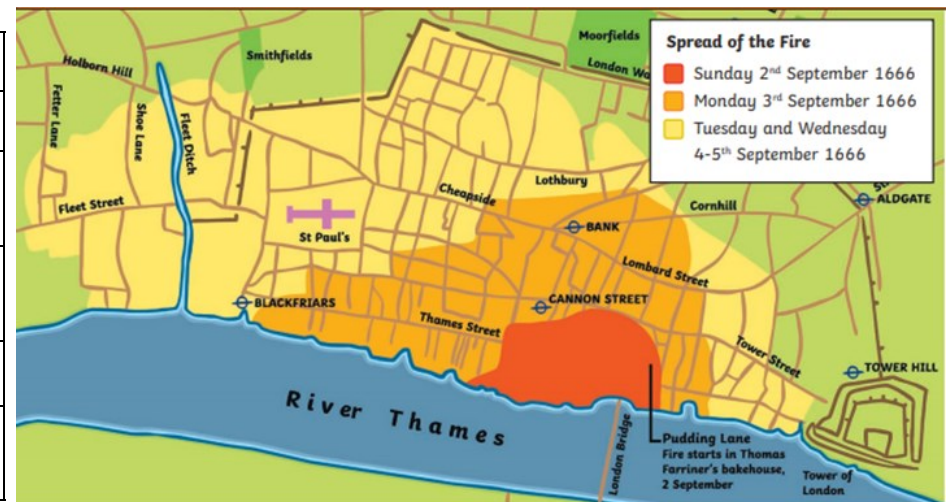 Spread of the Fire
Sunday 2nd September 1666
Monday 3rd September 1666
Tuesday and Wednesday
4-5th September 1666
Holborn Hill
Smithfields
Moorfields
London Wa
Fetter Lane
Shoe Lane
Fleet Ditch
Fleet Street
St Paul's
Cheapside
Lothbury
Cornhill
ALDGATE
BANK
Lombard Street
BLACKFRIARS
CANNON STREET
Thames Street
Tower Street
TOWER HILL
River Thames
London Bridge
Pudding Lane
Fire starts in Thomas
Farriner's bakehouse,
2 September
Tower of
London